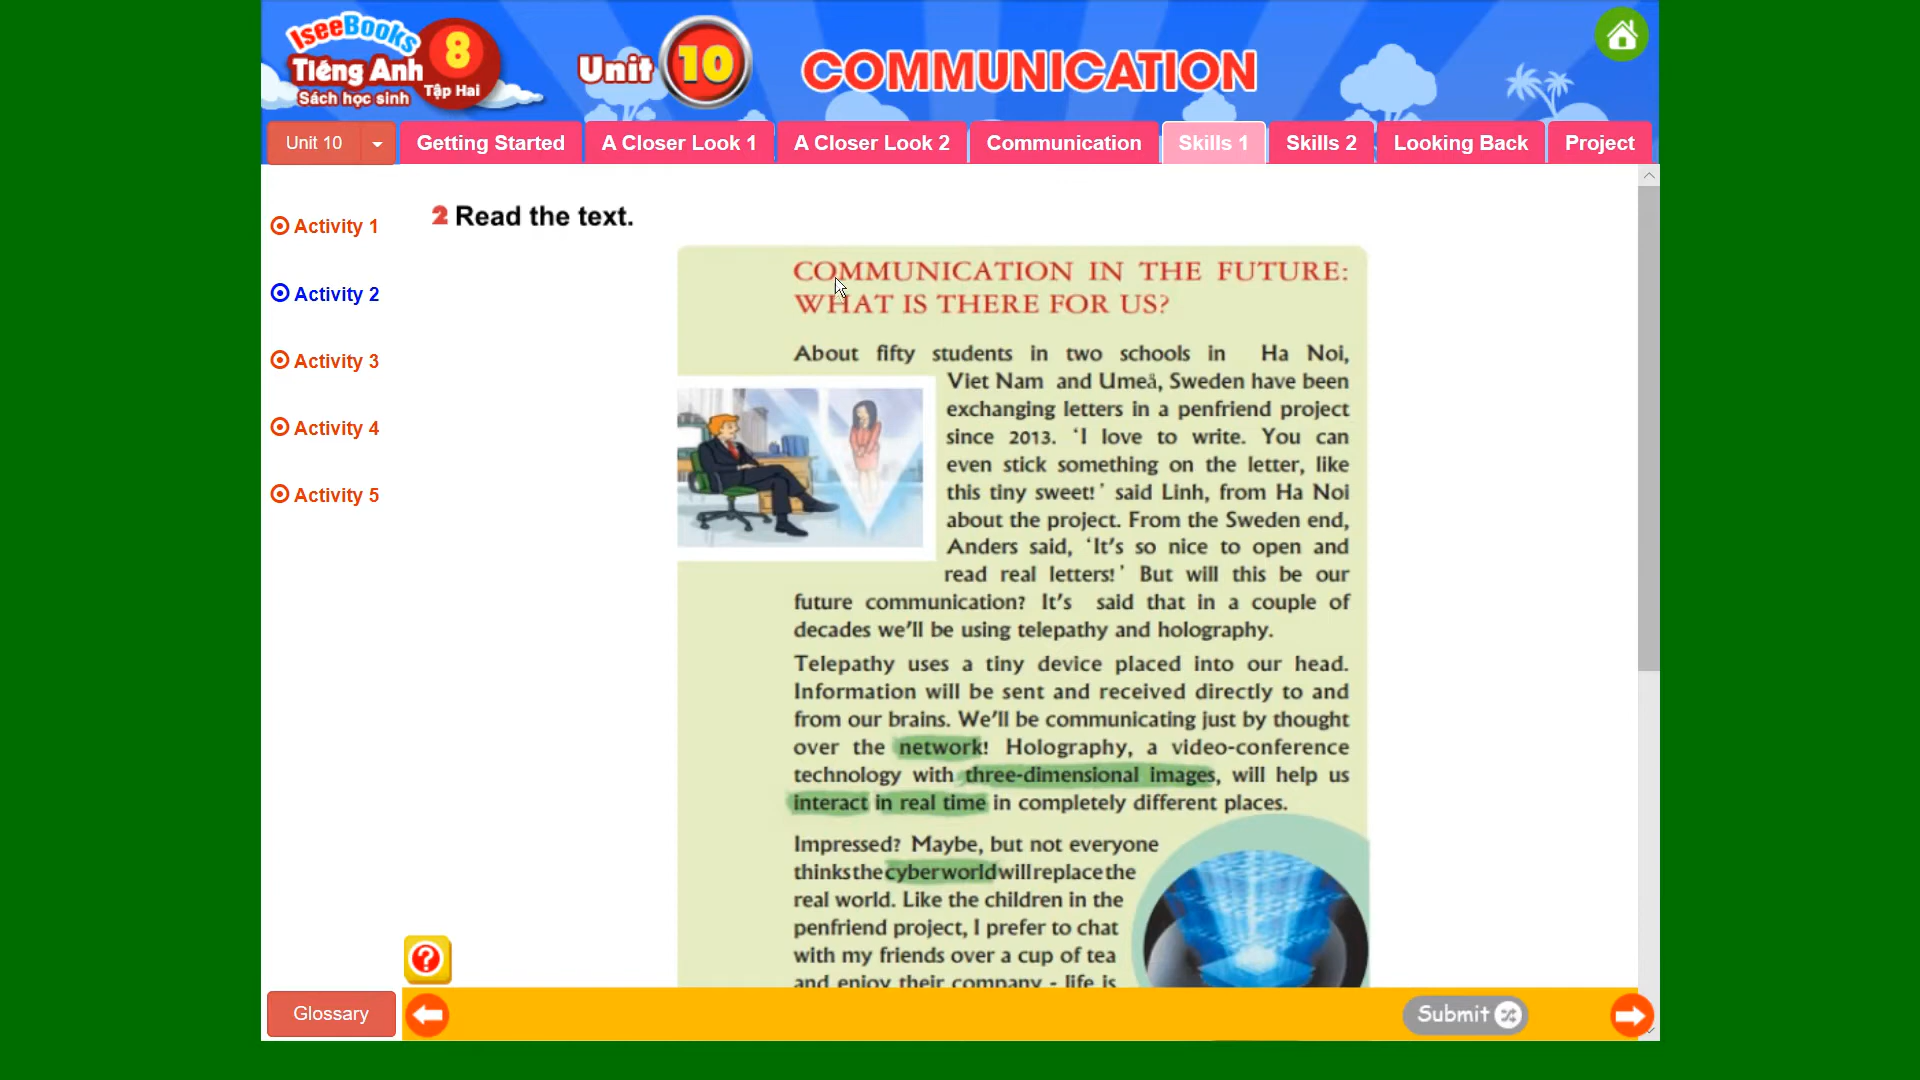 IseeBooks
Tiếng Anh 8
Sách học sinh Tập Hai
Unit 10 COMMUNICATION
Unit 10
Getting Started
A Closer Look 1
A Closer Look 2
Communication
Skills 1
Skills 2
Looking Back
Project
Activity 1
Activity 2
Activity 3
Activity 4
Activity 5
2 Read the text.
COMMUNICATION IN THE FUTURE:
WHAT IS THERE FOR US?
About fifty students in two schools in Ha Noi,
Viet Nam and Umeå, Sweden have been
exchanging letters in a penfriend project
since 2013. ‘I love to write. You can
even stick something on the letter, like
this tiny sweet!’ said Linh, from Ha Noi
about the project. From the Sweden end,
Anders said, ‘It's so nice to open and
read real letters!’ But will this be our
future communication? It's said that in a couple of
decades we'll be using telepathy and holography.
Telepathy uses a tiny device placed into our head.
Information will be sent and received directly to and
from our brains. We'll be communicating just by thought
over the network! Holography, a video-conference
technology with three-dimensional images, will help us
interact in real time in completely different places.
Impressed? Maybe, but not everyone
thinks the cyberworld will replace the
real world. Like the children in the
penfriend project, I prefer to chat
with my friends over a cup of tea
and enjoy their company - life is
?
Glossary
Submit